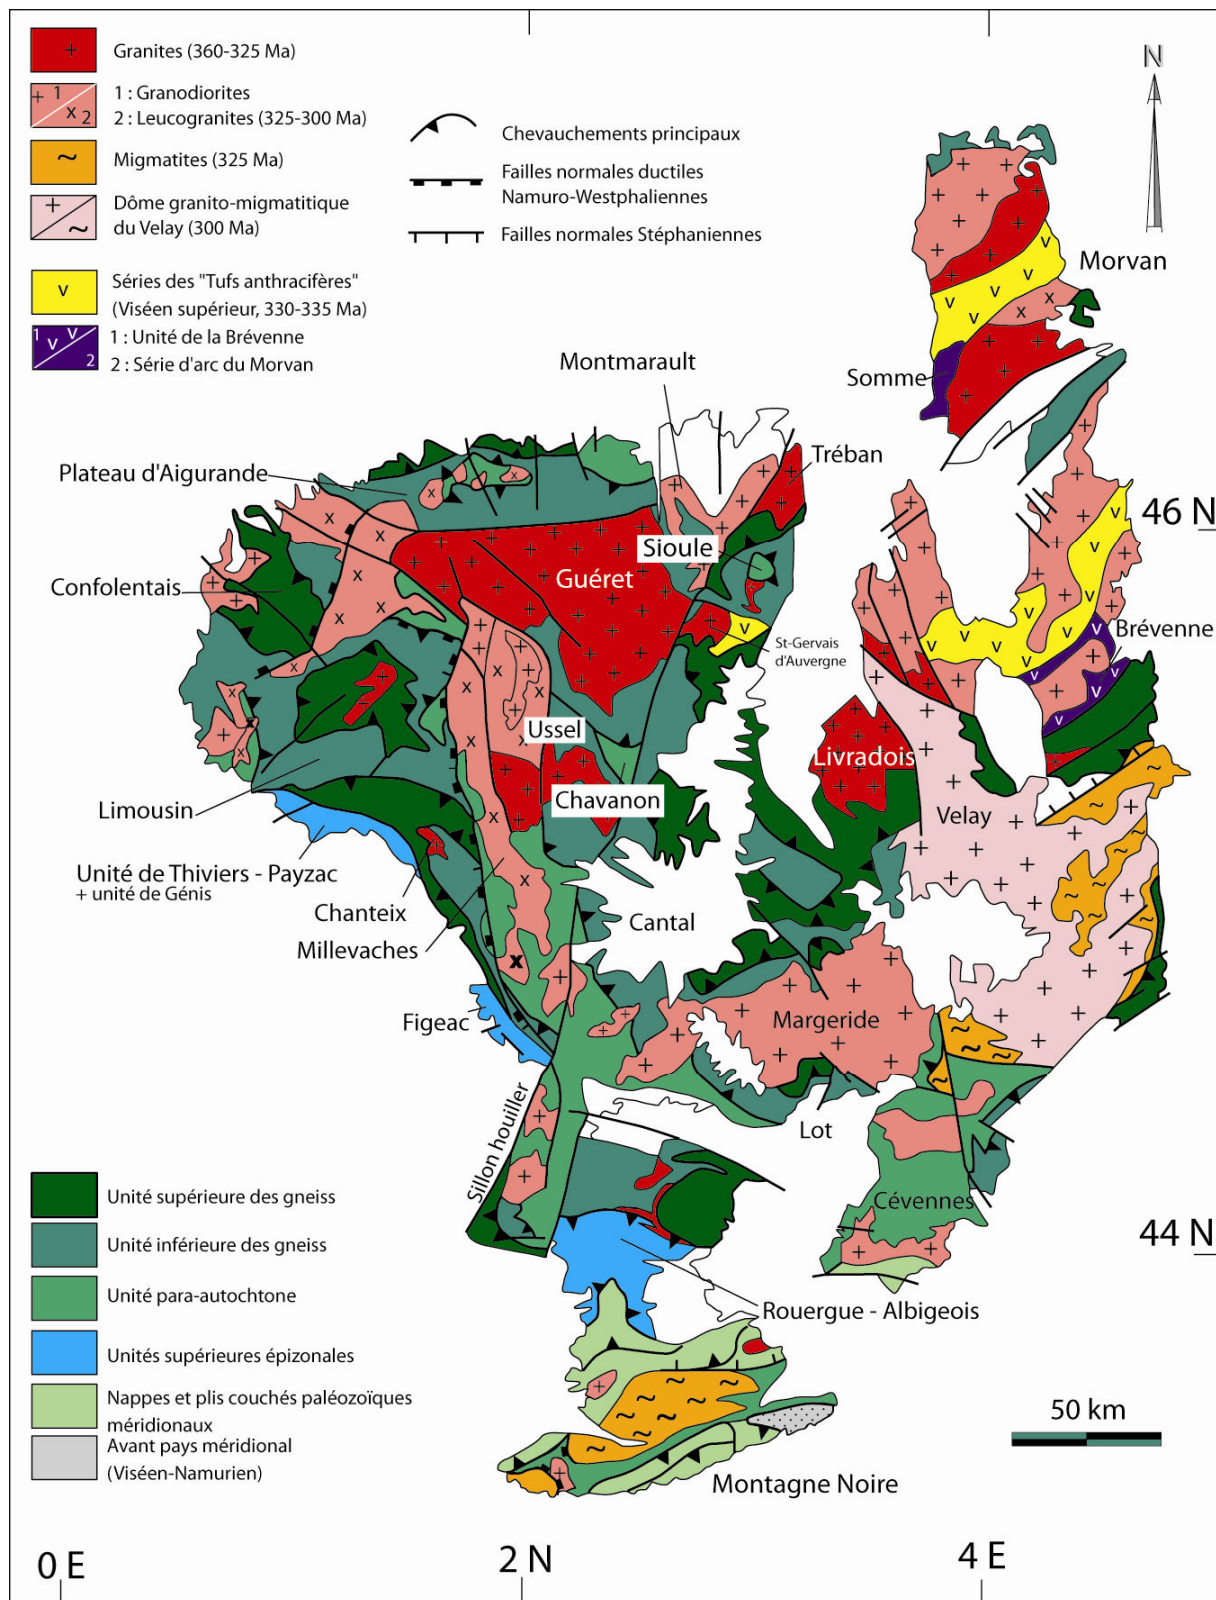 Granites (360-325 Ma)
1
2
1 : Granodiorites
2 : Leucogranites (325-300 Ma)
Migmatites (325 Ma)
Dôme granito-migmatitique
du Velay (300 Ma)
Séries des "Tufs anthracifères"
(Viséen supérieur, 330-335 Ma)
1
2
1 : Unité de la Brévenne
2 : Série d'arc du Morvan
Chevauchements principaux
Failles normales ductiles
Namuro-Westphaliennes
Failles normales Stéphaniennes
N
Morvan
Somme
Montmarault
Tréban
Plateau d'Aigurande
46 N
Sioule
Guéret
Confolentais
St-Gervais
d'Auvergne
Brévenne
Ussel
Livradois
Chavanon
Limousin
Velay
Unité de Thiviers - Payzac
+ unité de Génis
Chanteix
Cantal
Millevaches
Figeac
Margeride
Lot
Sillon houiller
Cévennes
44 N
Rouergue - Albigeois
Unité supérieure des gneiss
Unité inférieure des gneiss
Unité para-autochtone
Unités supérieures épizonales
Nappes et plis couchés paléozoïques
méridionaux
Avant pays méridional
(Viséen-Namurien)
50 km
Montagne Noire
0 E
2 N
4 E